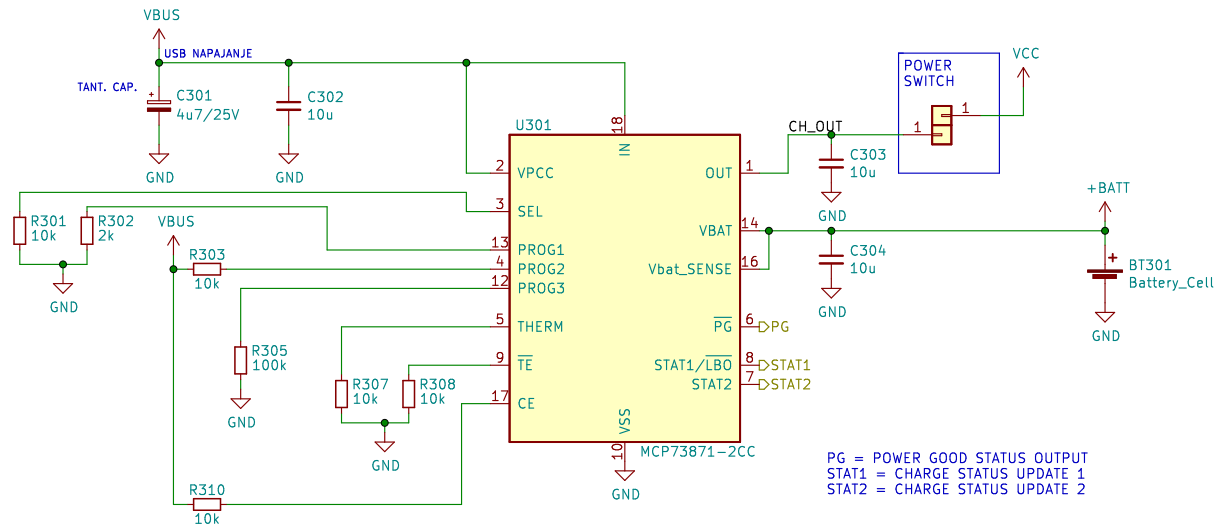 VBUS
USB NAPAJANJE
TANT. CAP.
+
C301
4u7/25V
GND
C302
10u
GND
U301
18
IN
2
VPCC
3
SEL
13
PROG1
4
PROG2
12
PROG3
5
THERM
9
TE
17
CE
10
VSS
GND
MCP73871-2CC
OUT
1
VBAT
14
Vbat_SENSE
16
PG
6
PG
STAT1/LBO
8
STAT1
STAT2
7
STAT2
R301
10k
R302
2k
GND
VBUS
R303
10k
R305
100k
GND
R307
10k
R308
10k
GND
R310
10k
CH_OUT
C303
10u
GND
C304
10u
GND
POWER
SWITCH
1
1
VCC
+BATT
+
BT301
Battery_Cell
GND
PG = POWER GOOD STATUS OUTPUT
STAT1 = CHARGE STATUS UPDATE 1
STAT2 = CHARGE STATUS UPDATE 2